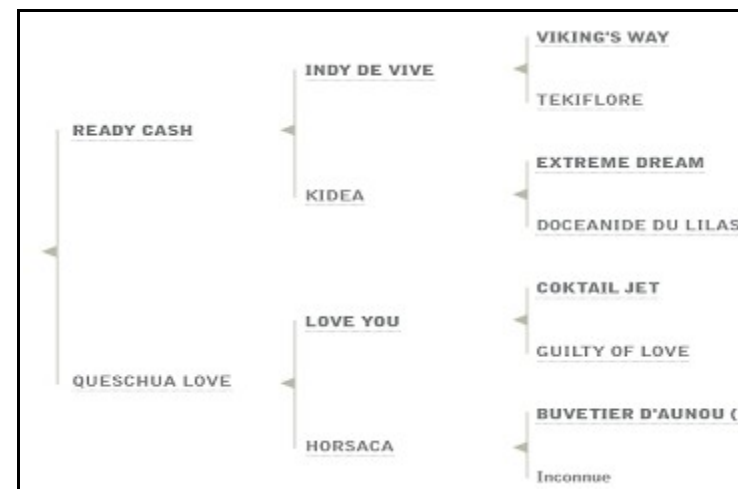 VIKING'S WAY
INDY DE VIVE
TEKIFLORE
READY CASH
EXTREME DREAM
KIDEA
DOCEANIDE DU LILAS
COKTAIL JET
LOVE YOU
GUILTY OF LOVE
QUESCHUA LOVE
BUVETIER D'AUNOU (
HORSACA
Inconnue